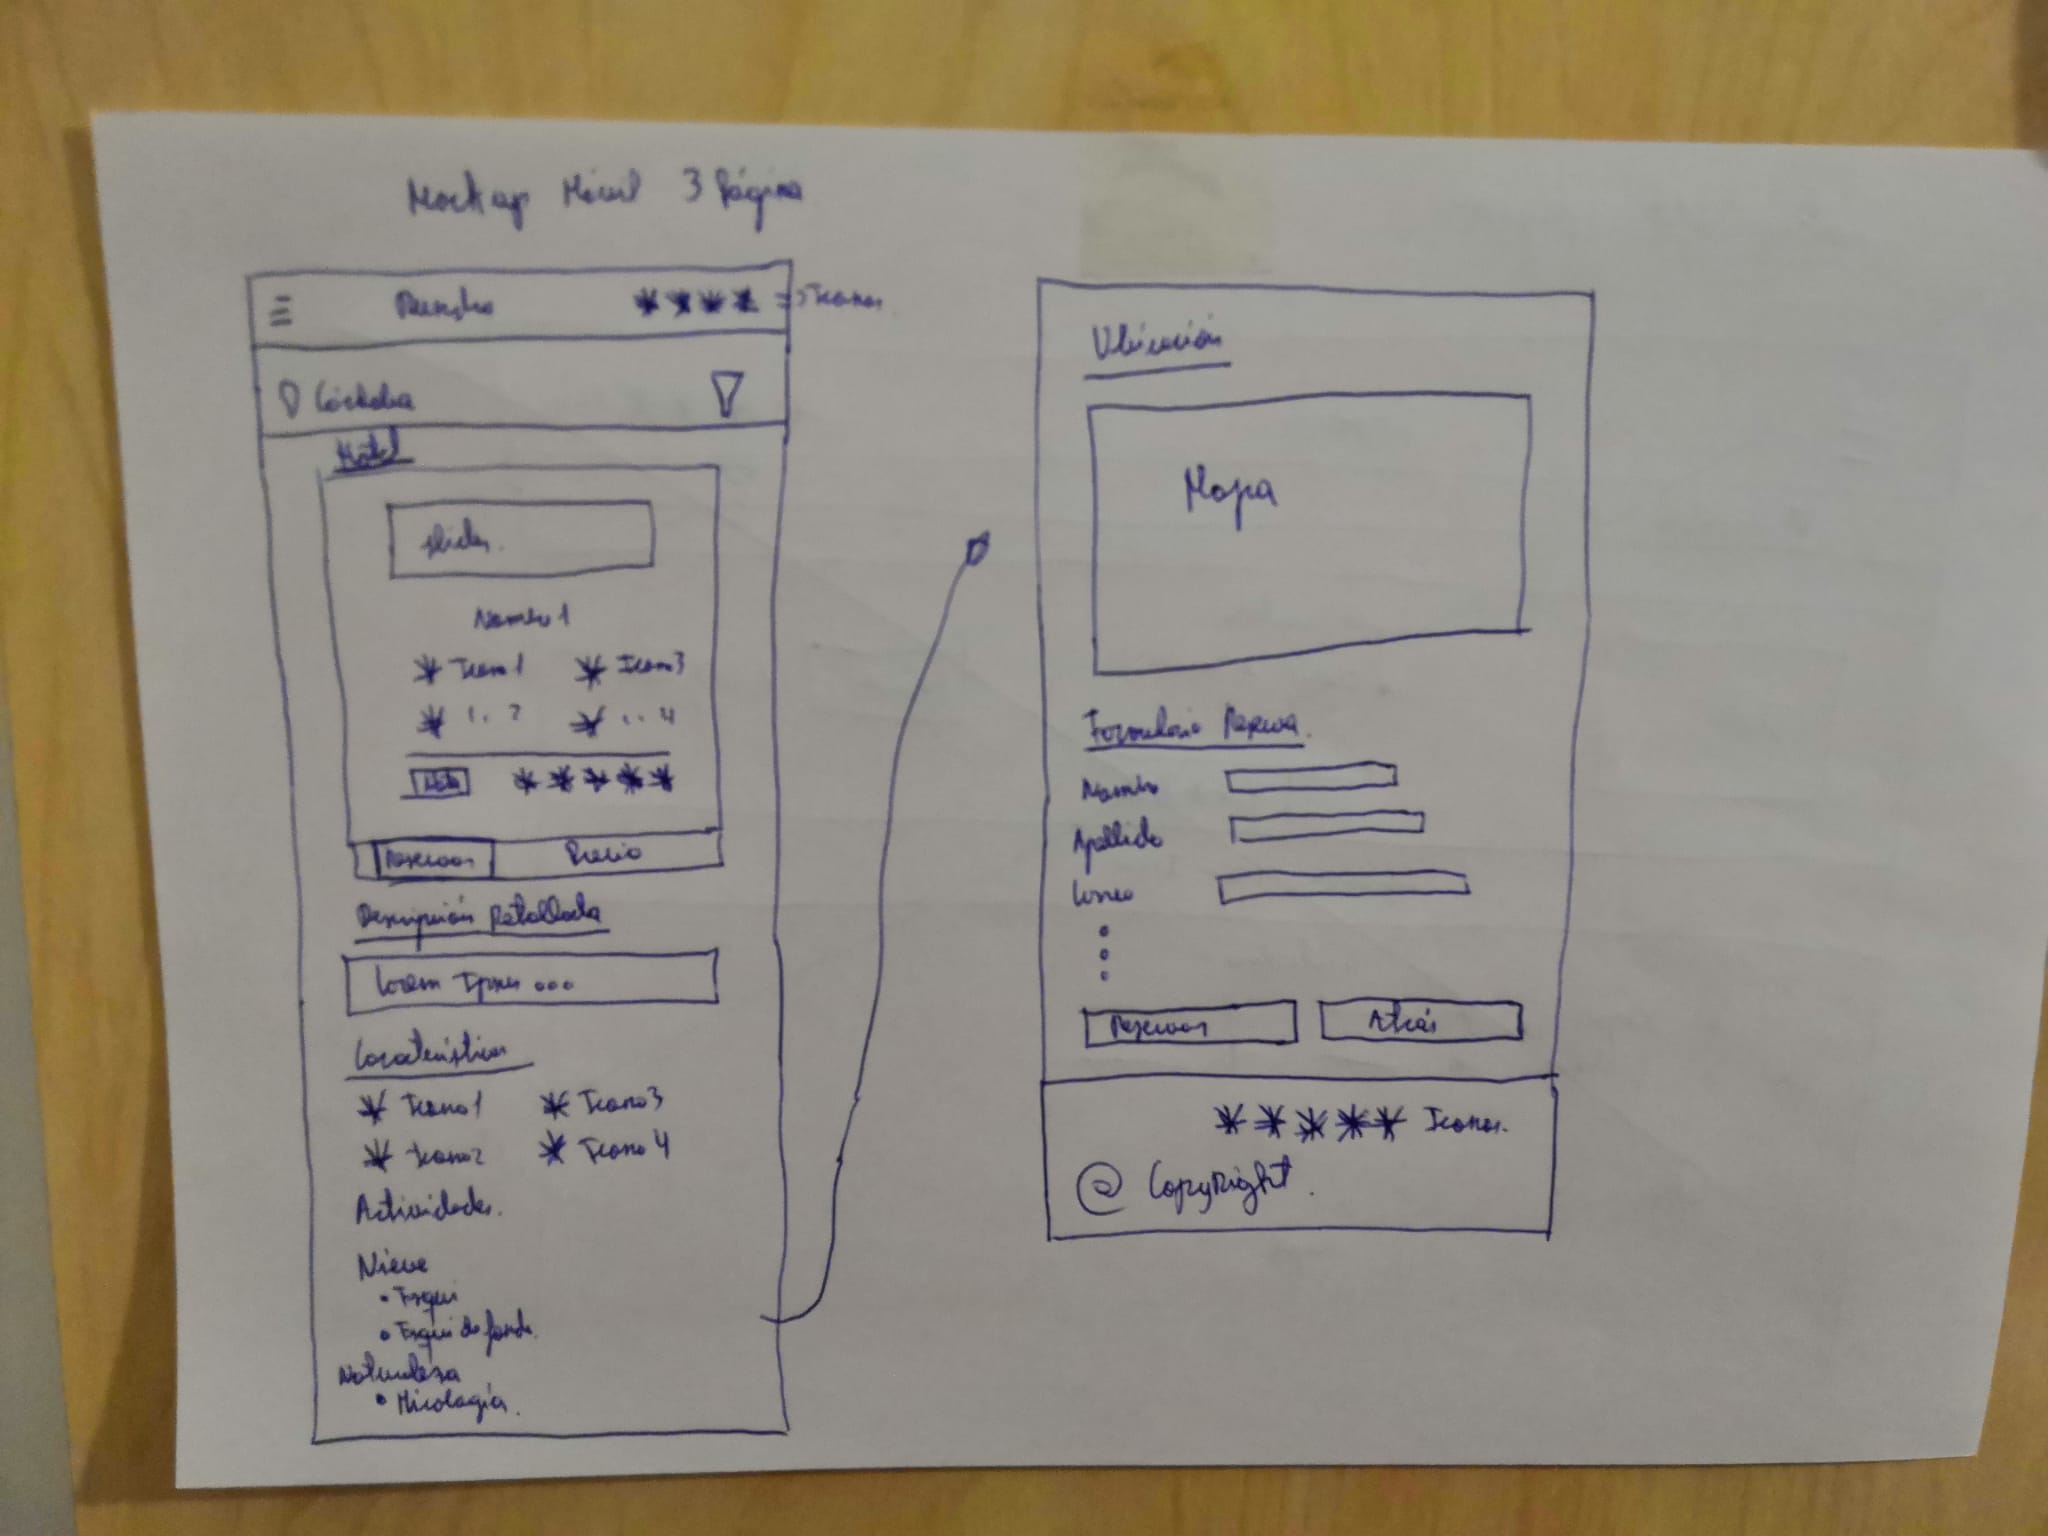 Mockup Móvil 3 Página
☰ => Iconos
Córdoba
Hotel
slider.
Nombre 1
Icono 1 Icono 3
1.. 2 1.. 4
Nota
Reservar Precio
Descripción Detallada
Lorem Ipsum ...
Características
Icono 1 Icono 3
Icono 2 Icono 4
Actividades.
Nieve
• Esquí
• Esquí de fondo.
Naturaleza
• Micología.
Ubicación
Mapa
Formulario Reserva.
Nombre
Apellido
Correo
Reservar Atrás
Iconos.
@ CopyRight.